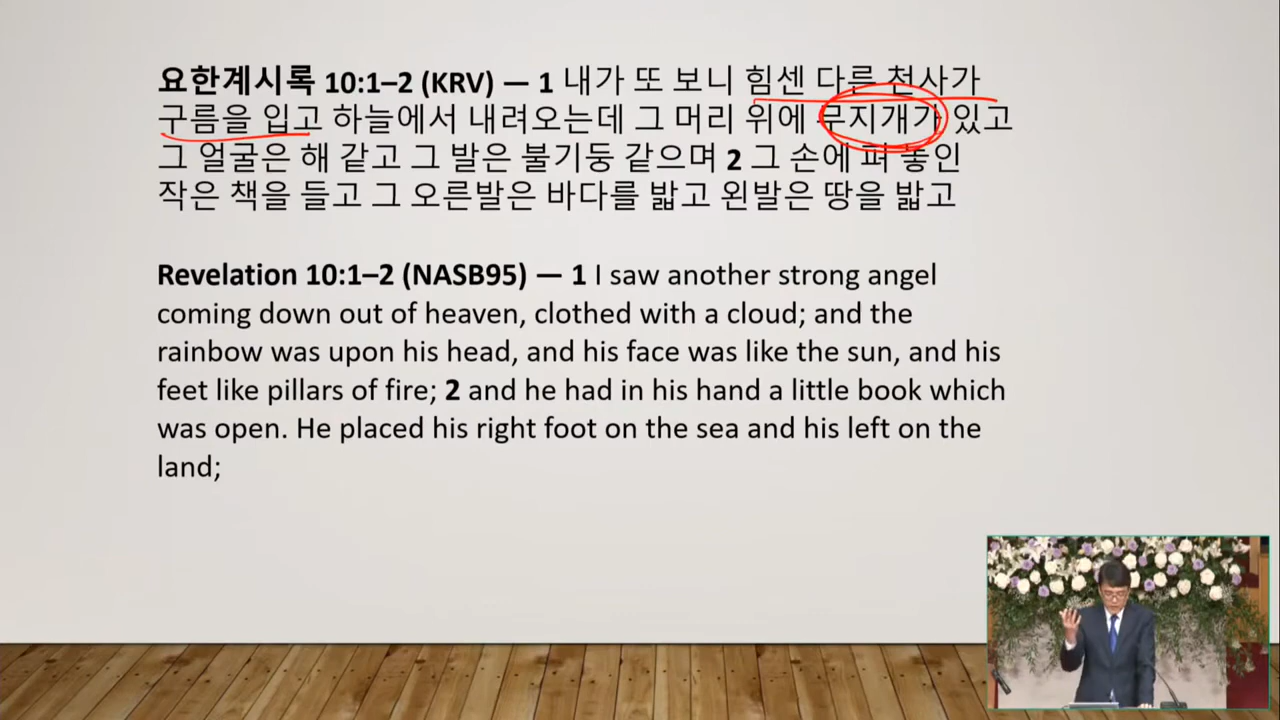 요한계시록 10:1–2 (KRV) — 1 내가 또 보니 힘센 다른 천사가
구름을 입고 하늘에서 내려오는데 그 머리 위에 무지개가 있고
그 얼굴은 해 같고 그 발은 불기둥 같으며 2 그 손에 펴 놓인
작은 책을 들고 그 오른발은 바다를 밟고 왼발은 땅을 밟고
Revelation 10:1–2 (NASB95) — 1 I saw another strong angel
coming down out of heaven, clothed with a cloud; and the
rainbow was upon his head, and his face was like the sun, and his
feet like pillars of fire; 2 and he had in his hand a little book which
was open. He placed his right foot on the sea and his left on the
land;